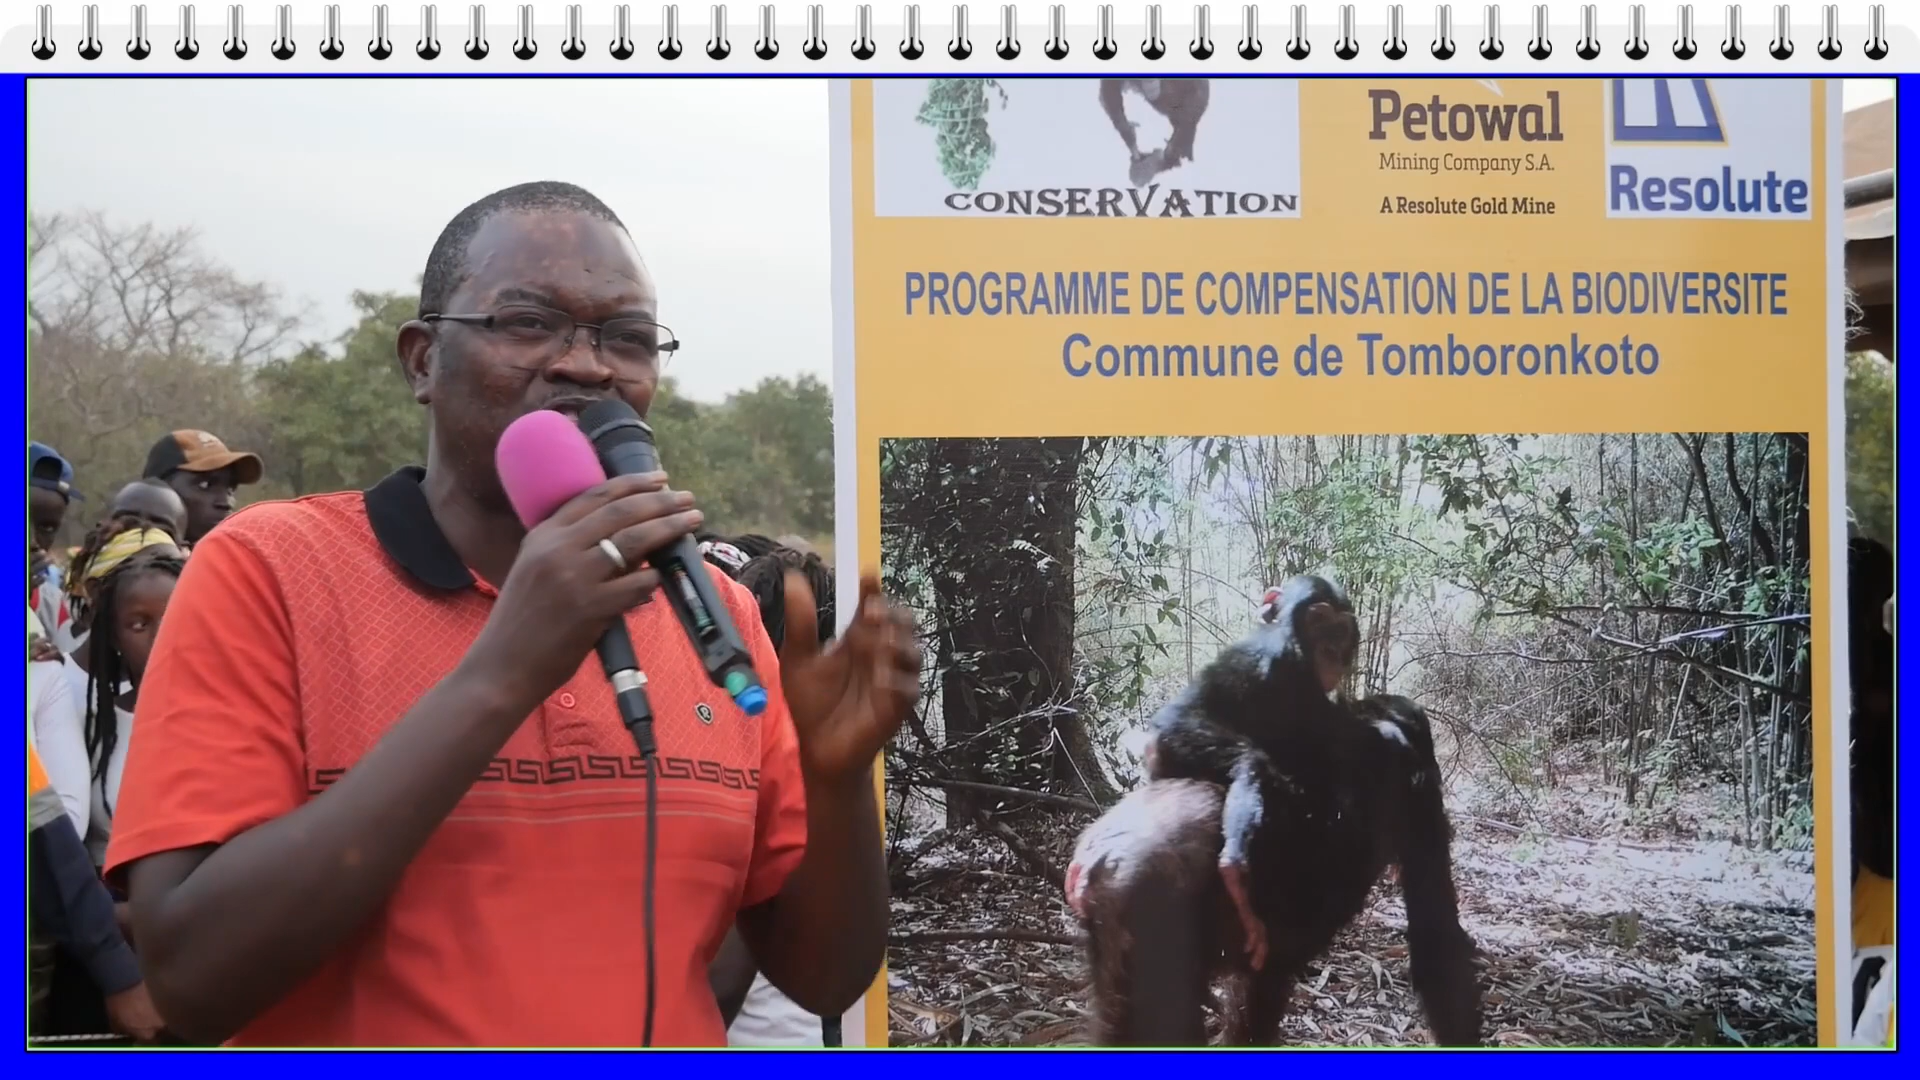 CONSERVATION
Petowal
Mining Company S.A.
A Resolute Gold Mine
Resolute
PROGRAMME DE COMPENSATION DE LA BIODIVERSITE
Commune de Tomboronkoto